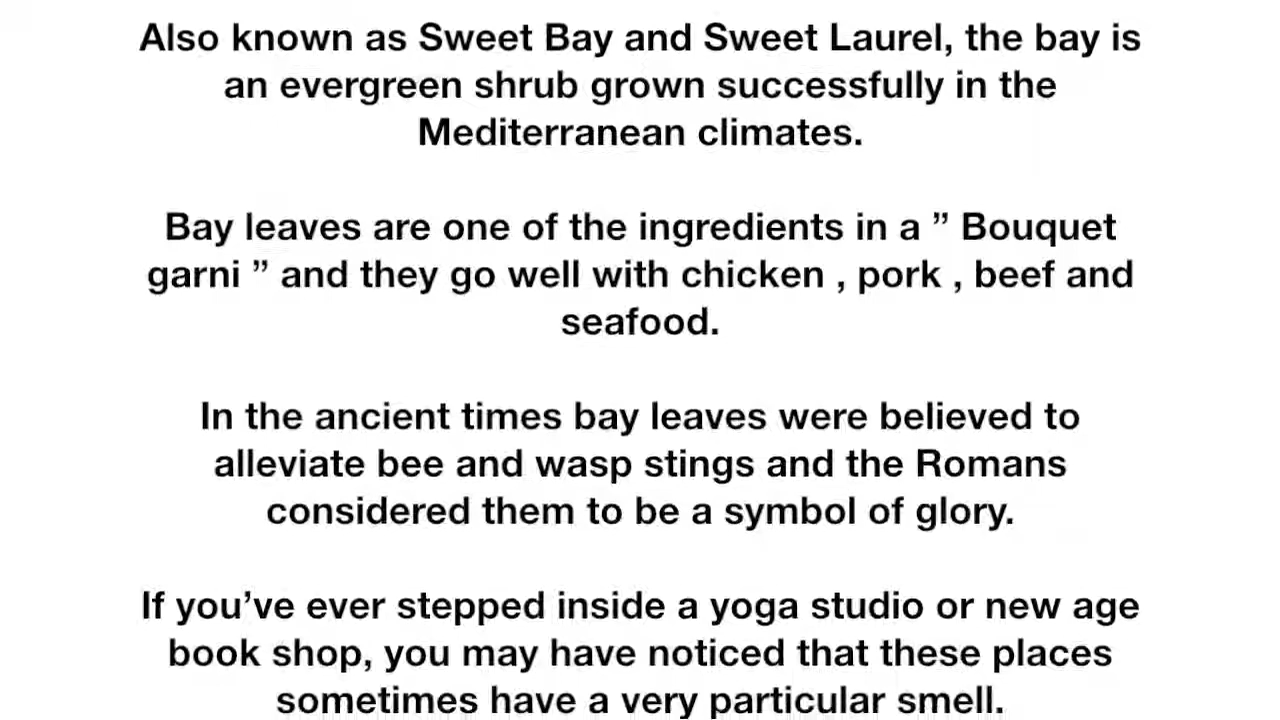 Also known as Sweet Bay and Sweet Laurel, the bay is
an evergreen shrub grown successfully in the
Mediterranean climates.
Bay leaves are one of the ingredients in a ” Bouquet
garni ” and they go well with chicken , pork , beef and
seafood.
In the ancient times bay leaves were believed to
alleviate bee and wasp stings and the Romans
considered them to be a symbol of glory.
If you’ve ever stepped inside a yoga studio or new age
book shop, you may have noticed that these places
sometimes have a very particular smell.